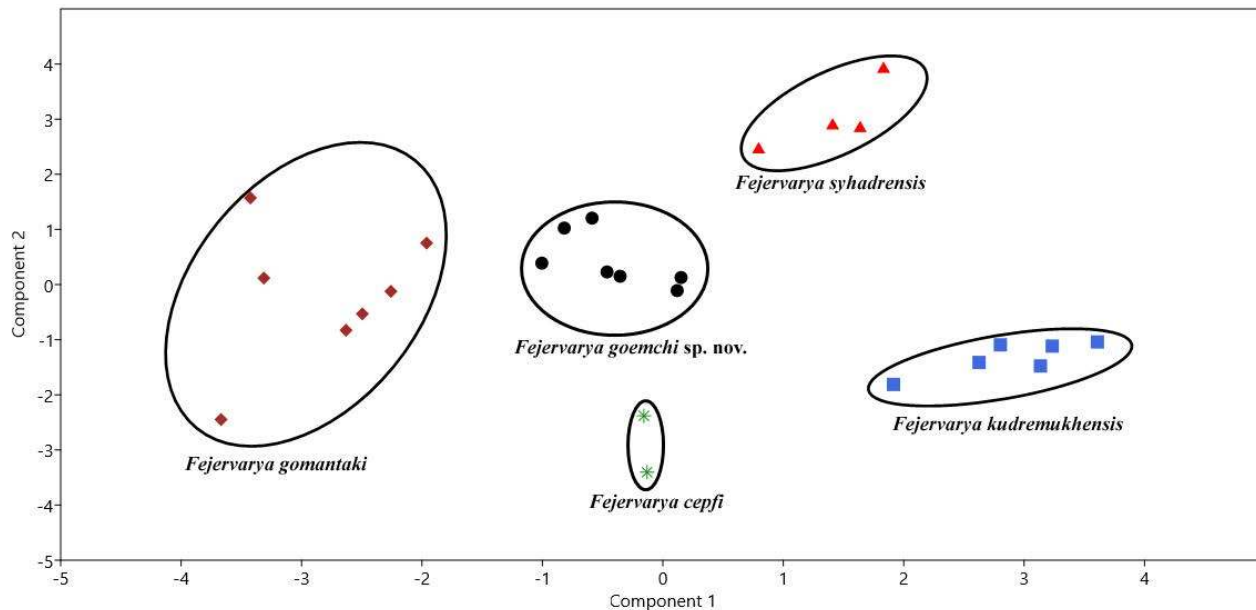 4
3
Fejervarya syhadrensis
2
1
Component 2
0
-1
Fejervarya goemchi sp. nov.
-2
Fejervarya kudremukhensis
-3
Fejervarya gomantaki
Fejervarya cepfi
-4
-5
-5 -4 -3 -2 -1 0 1 2 3 4
Component 1